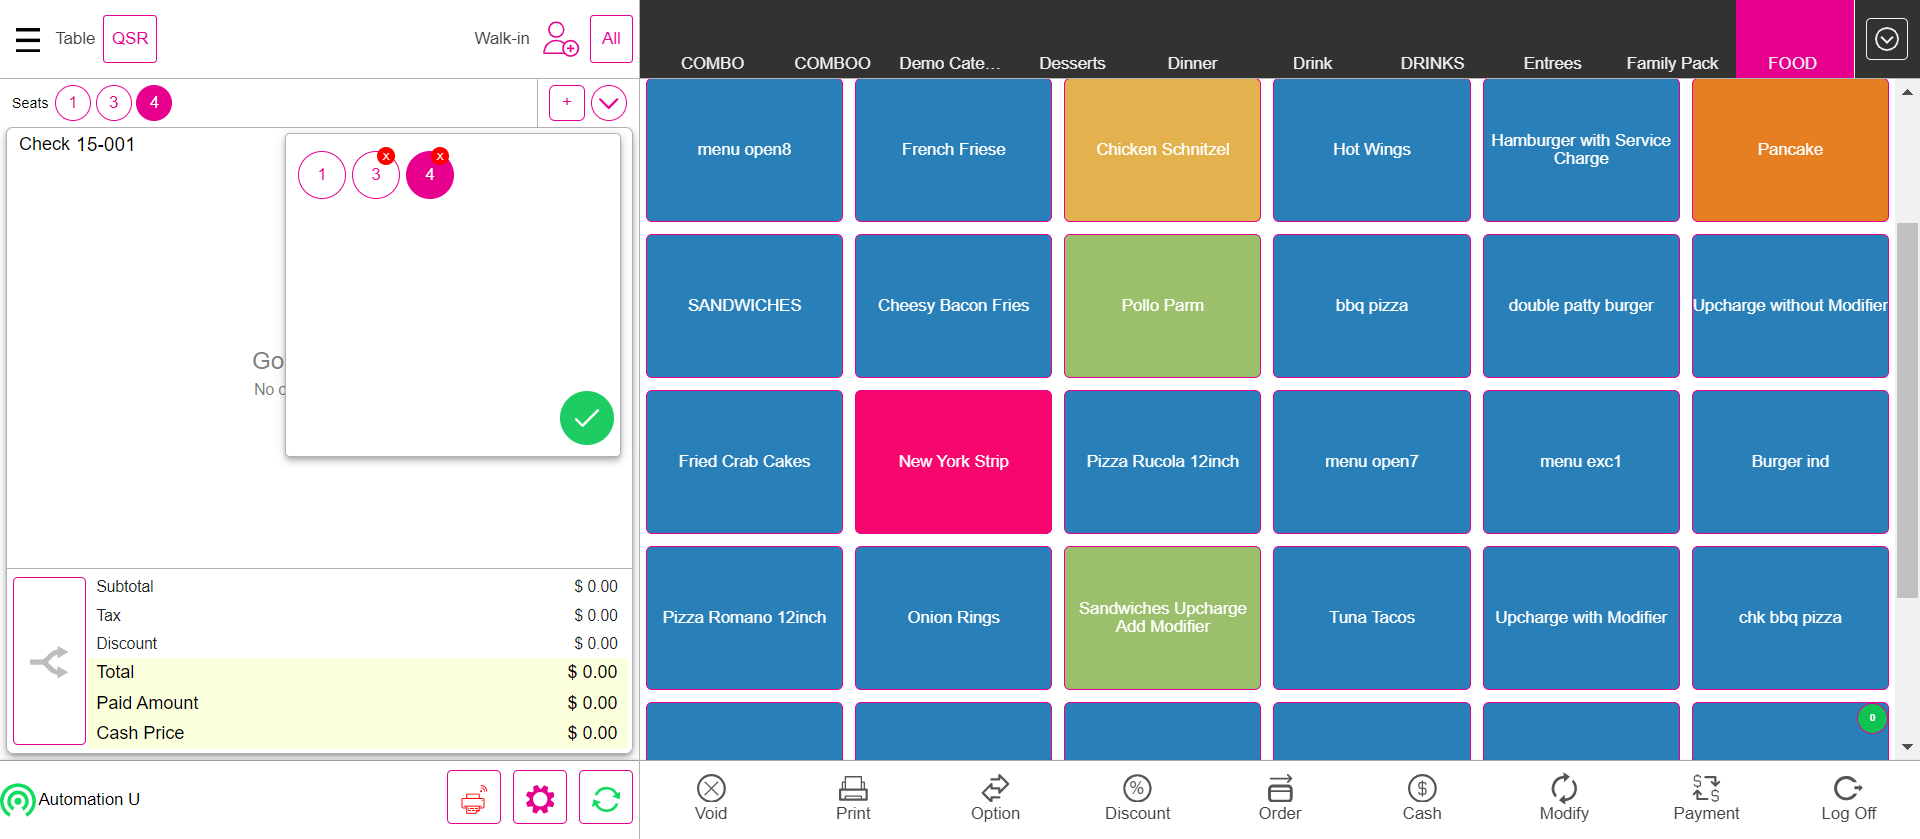 Table
QSR
Walk-in
All
COMBO
COMBOO
Demo Cate...
Desserts
Dinner
Drink
DRINKS
Entrees
Family Pack
FOOD
Seats
1
3
4
+
Check 15-001
1
x
3
x
4
Go
No
Subtotal
$ 0.00
Tax
$ 0.00
Discount
$ 0.00
Total
$ 0.00
Paid Amount
$ 0.00
Cash Price
$ 0.00
Automation U
menu open8
French Friese
Chicken Schnitzel
Hot Wings
Hamburger with Service
Charge
Pancake
SANDWICHES
Cheesy Bacon Fries
Pollo Parm
bbq pizza
double patty burger
Upcharge without Modifier
Fried Crab Cakes
New York Strip
Pizza Rucola 12inch
menu open7
menu exc1
Burger ind
Pizza Romano 12inch
Onion Rings
Sandwiches Upcharge
Add Modifier
Tuna Tacos
Upcharge with Modifier
chk bbq pizza
0
Void
Print
Option
Discount
Order
Cash
Modify
Payment
Log Off